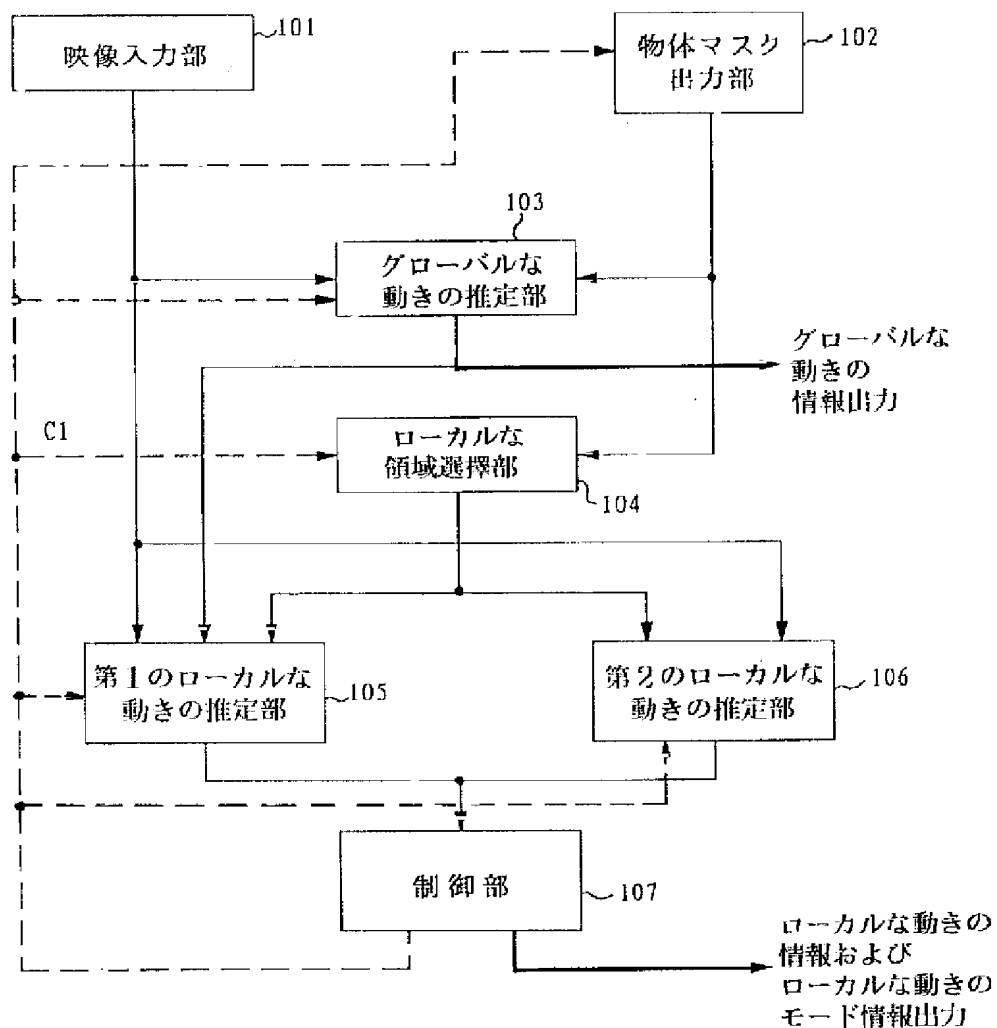 映像入力部
101
物体マスク
出力部
102
103
グローバルな
動きの推定部
グローバルな
動きの
情報出力
C1
ローカルな
領域選擇部
104
第1のローカルな
動きの推定部
105
第2のローカルな
動きの推定部
106
制御部
107
ローカルな動きの
情報および
ローカルな動きの
モード情報出力